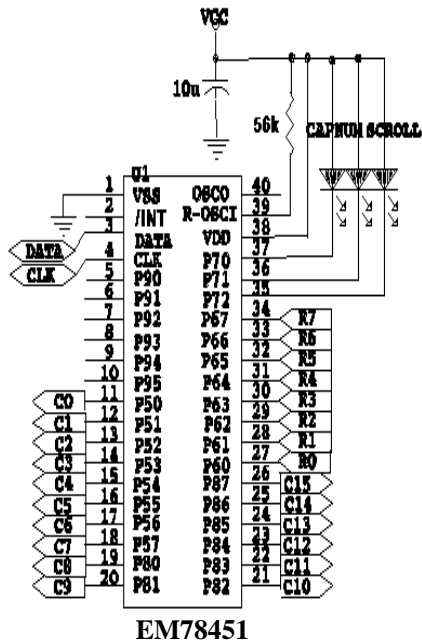 VCC
10u
56k
CAPNUM SCROLL
U1
1 VSS OSCO 40
2 /INT R-OSCI 39
3 DATA VDD 38
DATA
4 CLK P70 37
CLK
5 P90 P71 36
6 P91 P72 35
7 P92 P67 34 R7
8 P93 P66 33 R6
9 P94 P65 32 R5
10 P95 P64 31 R4
C0 11 P50 P63 30 R3
C1 12 P51 P62 29 R2
C2 13 P52 P61 28 R1
C3 14 P53 P60 27 R0
C4 15 P54 P87 26 C15
C5 16 P55 P86 25 C14
C6 17 P56 P85 24 C13
C7 18 P57 P84 23 C12
C8 19 P80 P83 22 C11
C9 20 P81 P82 21 C10
EM78451